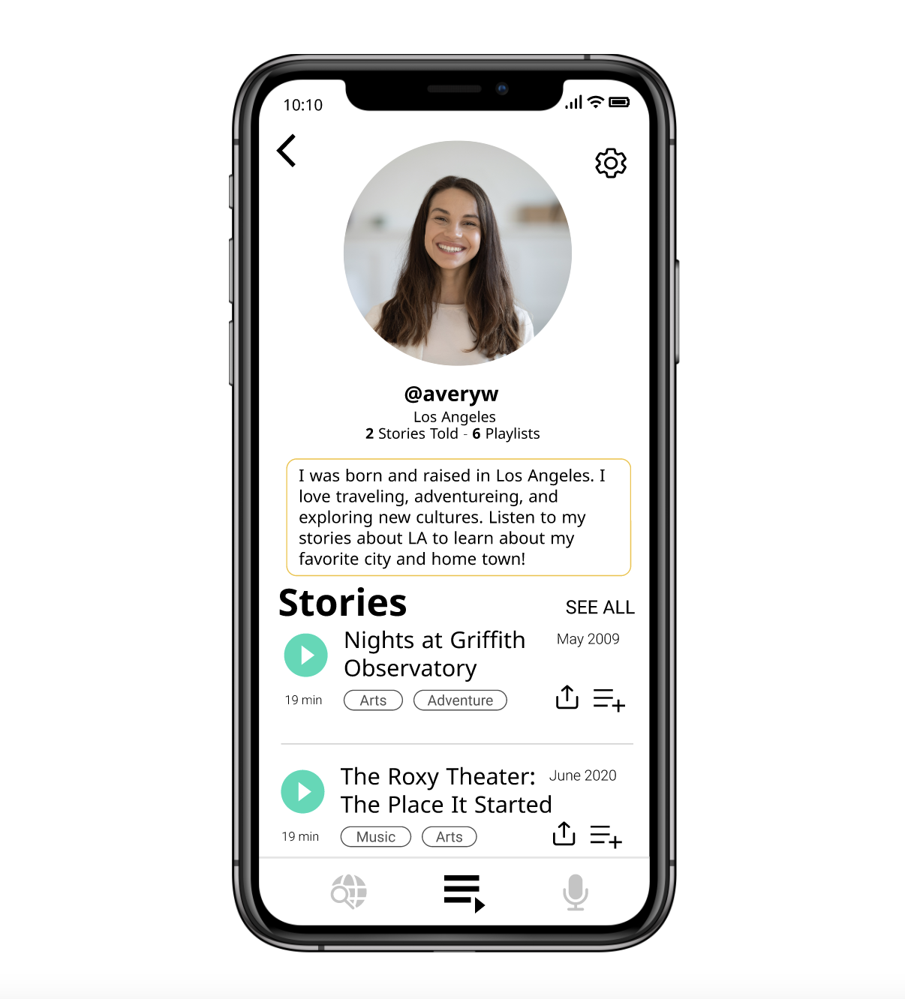 10:10
@averyw
Los Angeles
2 Stories Told - 6 Playlists
I was born and raised in Los Angeles. I
love traveling, adventureing, and
exploring new cultures. Listen to my
stories about LA to learn about my
favorite city and home town!
Stories
SEE ALL
Nights at Griffith
Observatory
May 2009
19 min
Arts
Adventure
The Roxy Theater:
The Place It Started
June 2020
19 min
Music
Arts